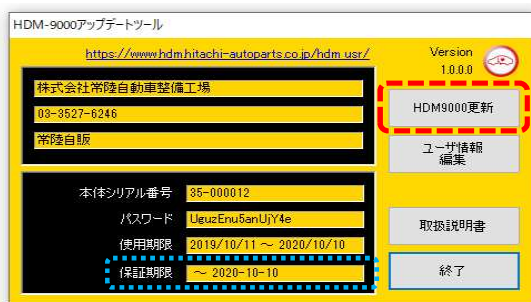 HDM-9000アップデートツール
https://www.hdm.hitachi-autoparts.co.jp/hdm_usr/
Version
1.0.0.0
株式会社常陸自動車整備工場
03-3527-6246
常陸自販
HDM9000更新
ユーザ情報
編集
本体シリアル番号 35-000012
パスワード UguzEnu5anUjY4e
使用期限 2019/10/11 ～ 2020/10/10
保証期限 ～ 2020-10-10
取扱説明書
終了